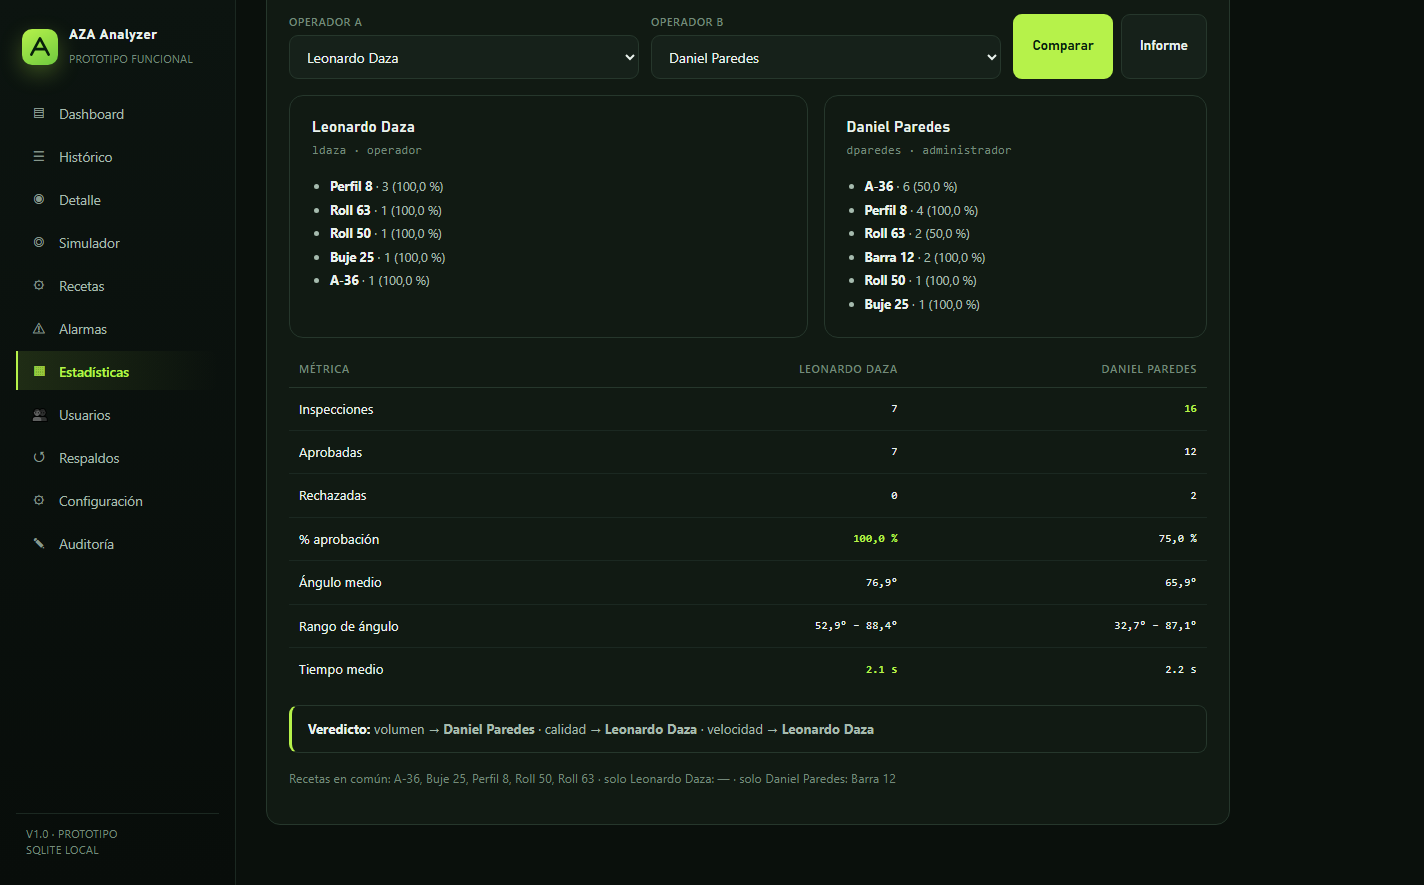 AZA Analyzer
PROTOTIPO FUNCIONAL
Dashboard
Histórico
Detalle
Simulador
Recetas
Alarmas
Estadísticas
Usuarios
Respaldos
Configuración
Auditoría
V1.0 · PROTOTIPO
SQLITE LOCAL
OPERADOR A
OPERADOR B
Leonardo Daza
Daniel Paredes
Comparar
Informe
Leonardo Daza
ldaza · operador
Perfil 8 · 3 (100,0 %)
Roll 63 · 1 (100,0 %)
Roll 50 · 1 (100,0 %)
Buje 25 · 1 (100,0 %)
A-36 · 1 (100,0 %)
Daniel Paredes
dparedes · administrador
A-36 · 6 (50,0 %)
Perfil 8 · 4 (100,0 %)
Roll 63 · 2 (50,0 %)
Barra 12 · 2 (100,0 %)
Roll 50 · 1 (100,0 %)
Buje 25 · 1 (100,0 %)
MÉTRICA LEONARDO DAZA DANIEL PAREDES
Inspecciones 7 16
Aprobadas 7 12
Rechazadas 0 2
% aprobación 100,0 % 75,0 %
Ángulo medio 76,9° 65,9°
Rango de ángulo 52,9° – 88,4° 32,7° – 87,1°
Tiempo medio 2.1 s 2.2 s
Veredicto: volumen → Daniel Paredes · calidad → Leonardo Daza · velocidad → Leonardo Daza
Recetas en común: A-36, Buje 25, Perfil 8, Roll 50, Roll 63 · solo Leonardo Daza: — · solo Daniel Paredes: Barra 12